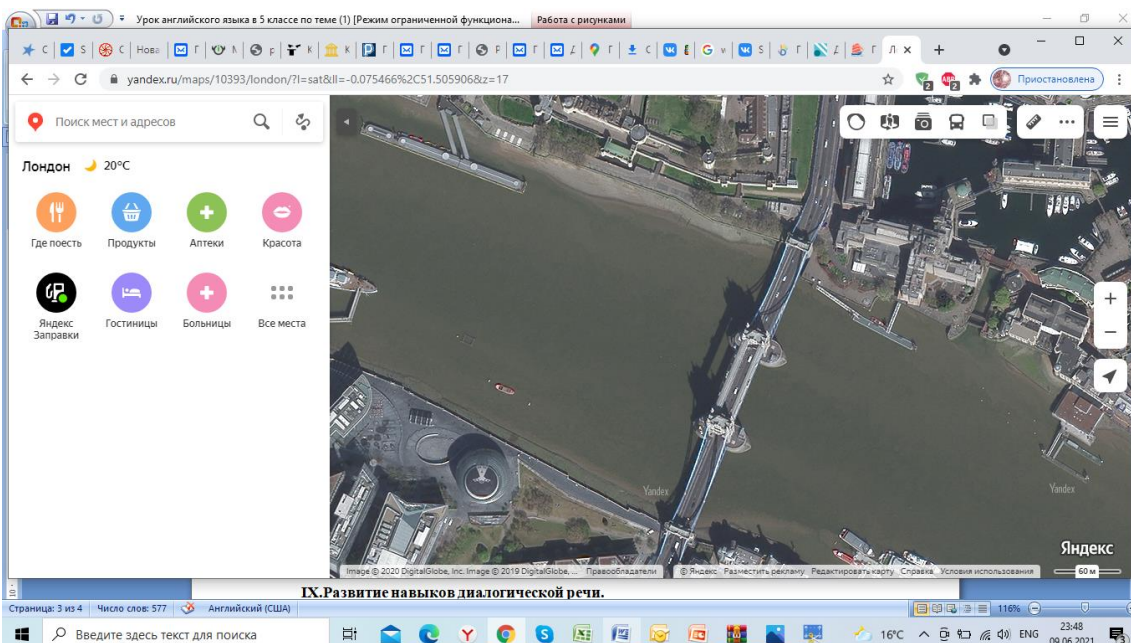 Урок английского языка в 5 классе по теме (1) [Режим ограниченной функциона...
Работа с рисунками
Нова
yandex.ru/maps/10393/london/?l=sat&ll=-0.075466%2C51.505906&z=17
Приостановлена
Поиск мест и адресов
Лондон 20°C
Где поесть
Продукты
Аптеки
Красота
Яндекс Заправки
Гостиницы
Больницы
Все места
Yandex
Yandex
Яндекс
Image © 2020 DigitalGlobe, Inc. Image © 2019 DigitalGlobe, ... Правообладатели
© Яндекс Разместить рекламу Редактировать карту Справка Условия использования
60 м
IX.Развитие навыков диалогической речи.
Страница: 3 из 4 Число слов: 577 Английский (США)
116%
Введите здесь текст для поиска
16°C
ENG
23:48
09.06.2021